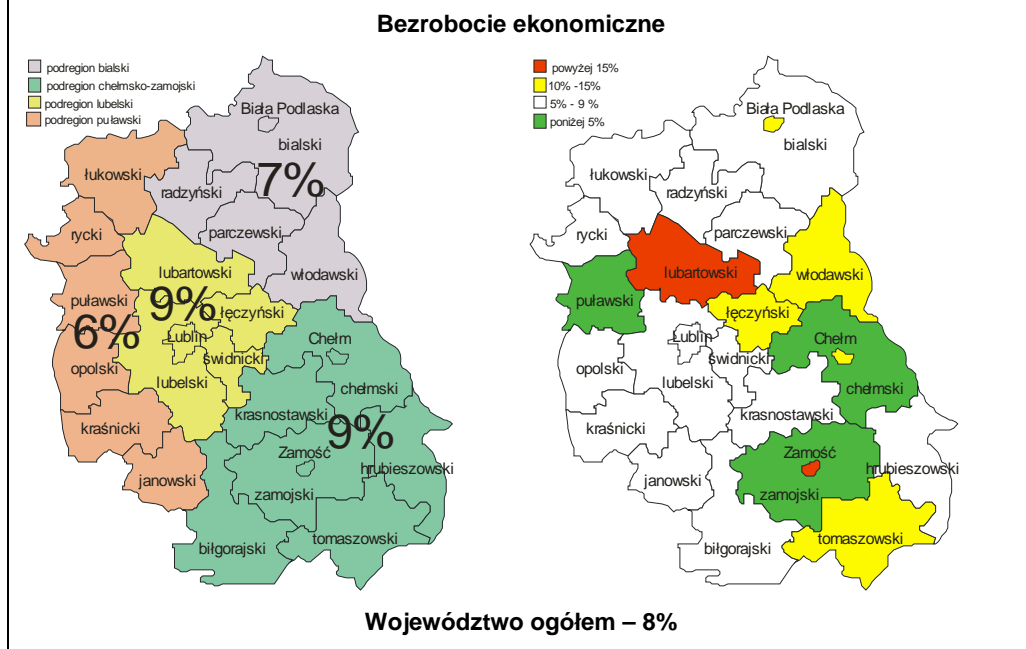 Bezrobocie ekonomiczne
podregion bialski
podregion chełmsko-zamojski
podregion lubelski
podregion puławski
Biała Podlaska
bialski
łukowski
7%
radzyński
rycki
parczewski
lubartowski
włodawski
puławski
9%
łęczyński
6%
Lublin
Chełm
świdnicki
opolski
lubelski
chełmski
krasnostawski
kraśnicki
9%
Zamość
hrubieszowski
janowski
zamojski
tomaszowski
biłgorajski
powyżej 15%
10% -15%
5% - 9 %
poniżej 5%
Biała Podlaska
bialski
łukowski
radzyński
rycki
parczewski
lubartowski
włodawski
puławski
łęczyński
Lublin
Chełm
świdnicki
opolski
lubelski
chełmski
krasnostawski
kraśnicki
Zamość
hrubieszowski
janowski
zamojski
tomaszowski
biłgorajski
Województwo ogółem – 8%